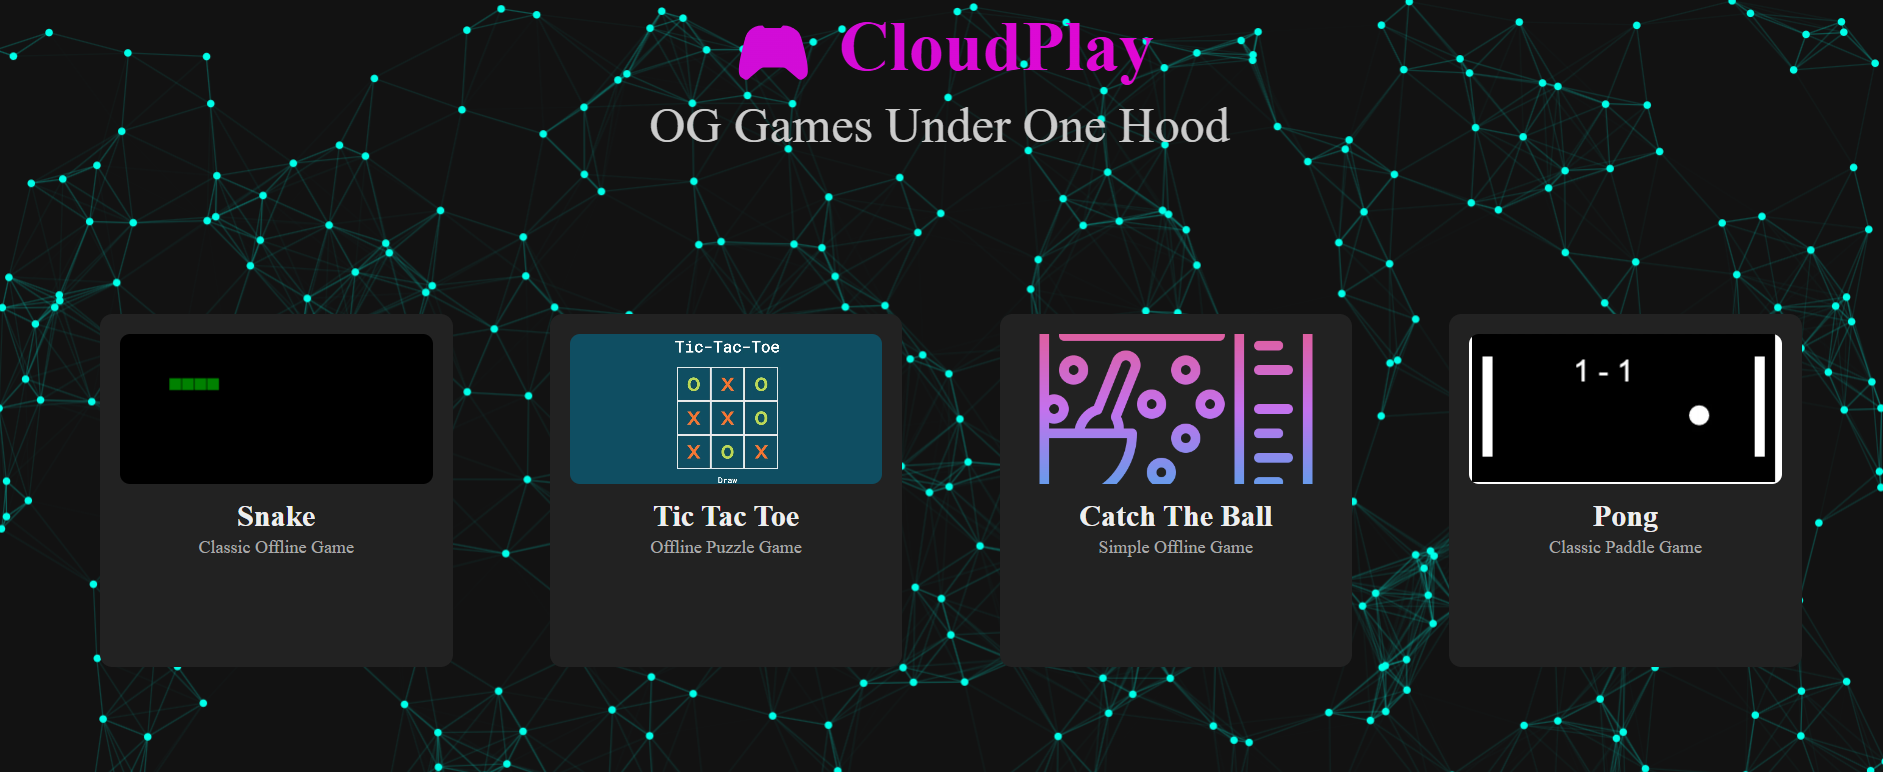 CloudPlay
OG Games Under One Hood
Tic-Tac-Toe
O X O
X X O
X O X
Draw
1 - 1
Snake
Classic Offline Game
Tic Tac Toe
Offline Puzzle Game
Catch The Ball
Simple Offline Game
Pong
Classic Paddle Game